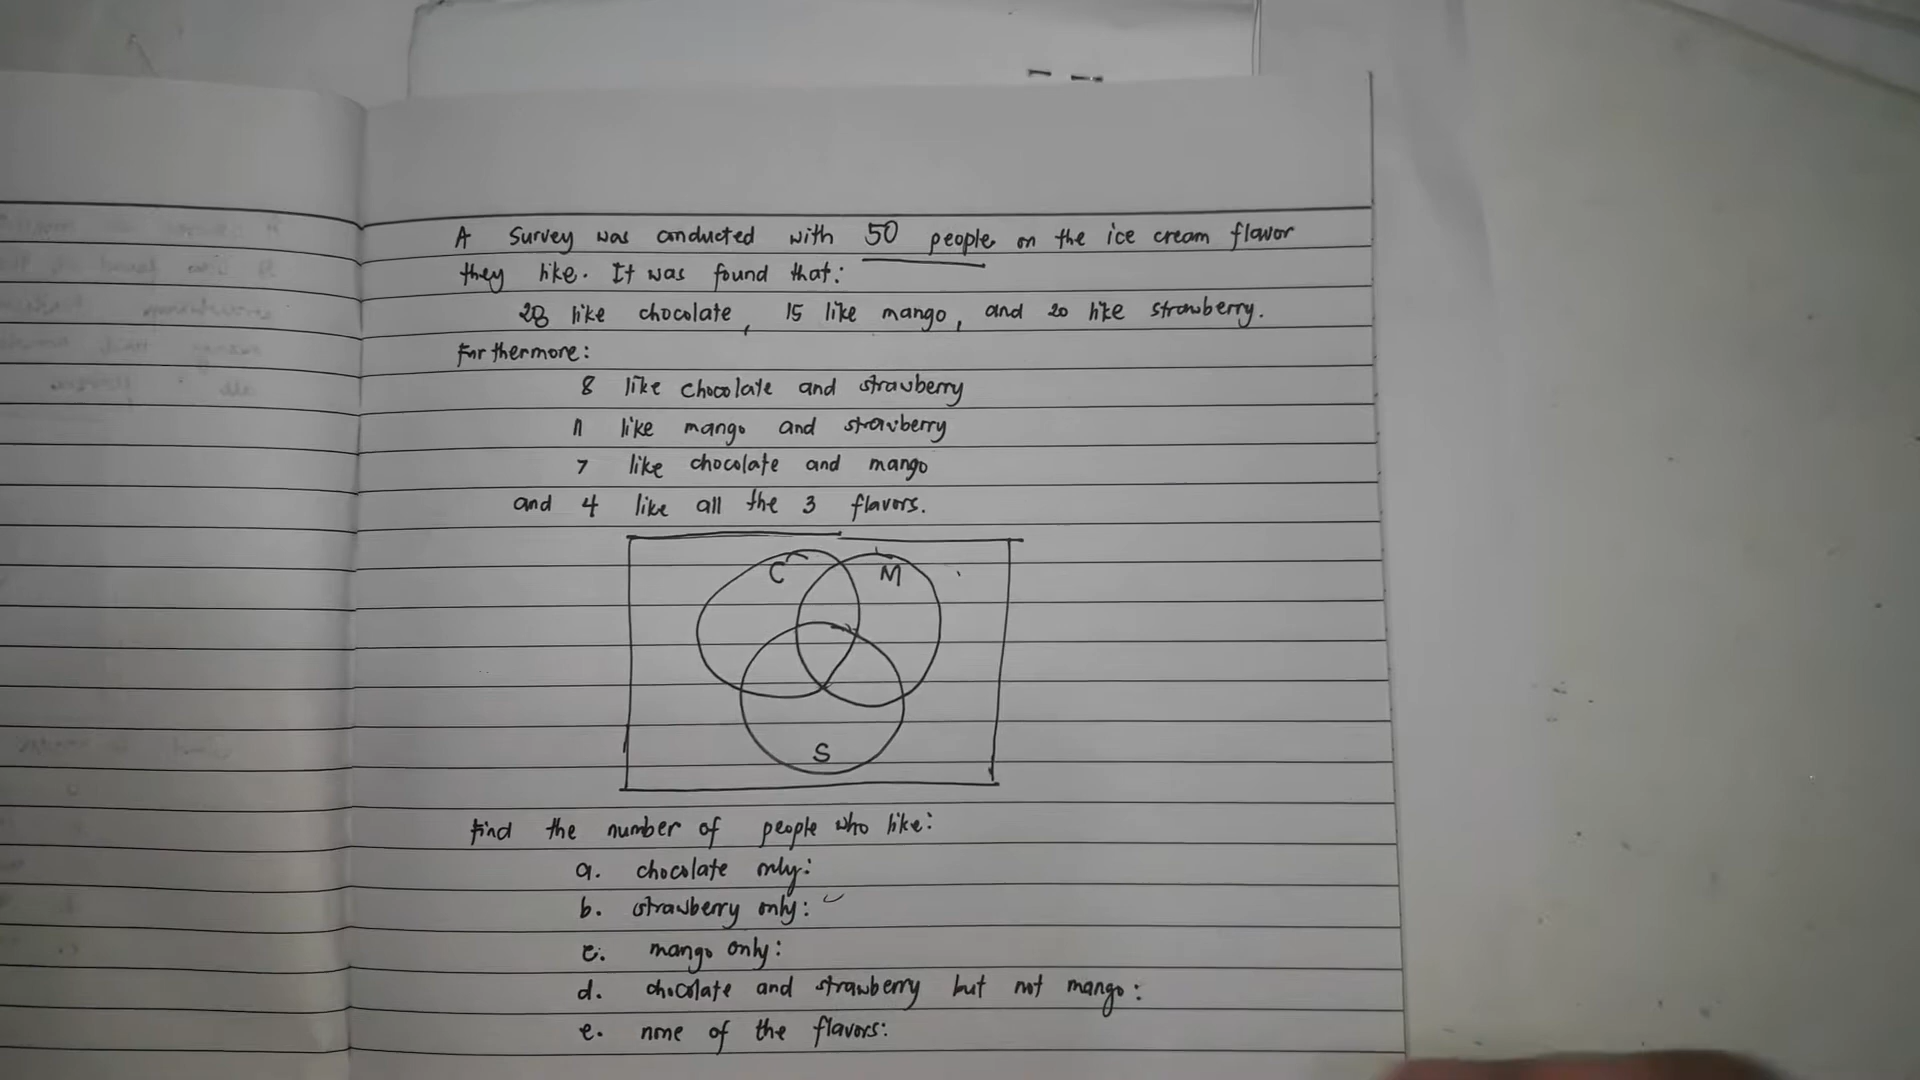 A survey was conducted with 50 people on the ice cream flavor
they like. It was found that:
28 like chocolate, 15 like mango, and 20 like strawberry.
Furthermore:
8 like chocolate and strawberry
11 like mango and strawberry
7 like chocolate and mango
and 4 like all the 3 flavors.
C M
S
Find the number of people who like:
a. chocolate only:
b. strawberry only:
c. mango only:
d. chocolate and strawberry but not mango:
e. none of the flavors: